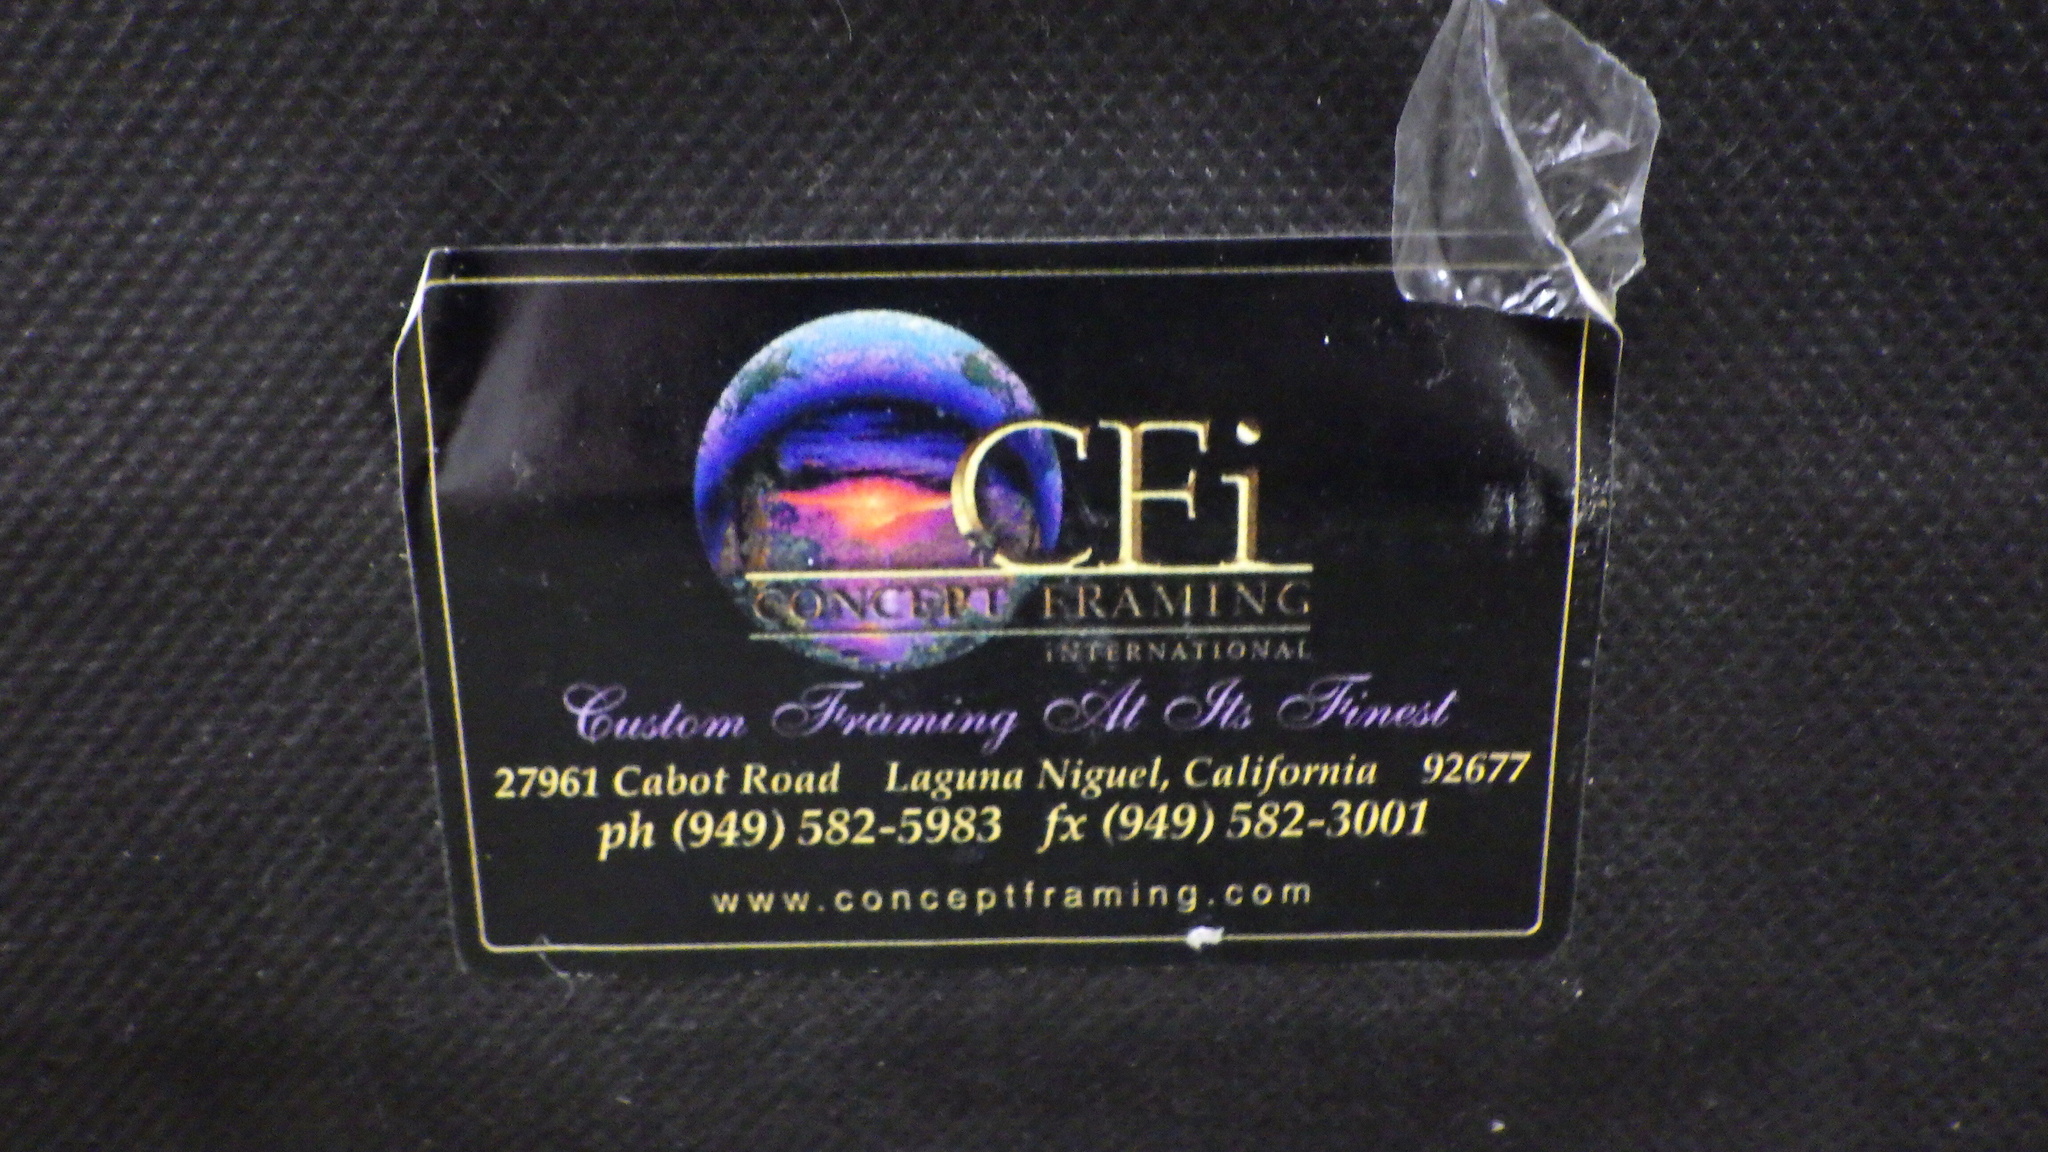 CFi
CONCEPT FRAMING
iNTERNATIONAL
Custom Framing At Its Finest
27961 Cabot Road Laguna Niguel, California 92677
ph (949) 582-5983 fx (949) 582-3001
www.conceptframing.com